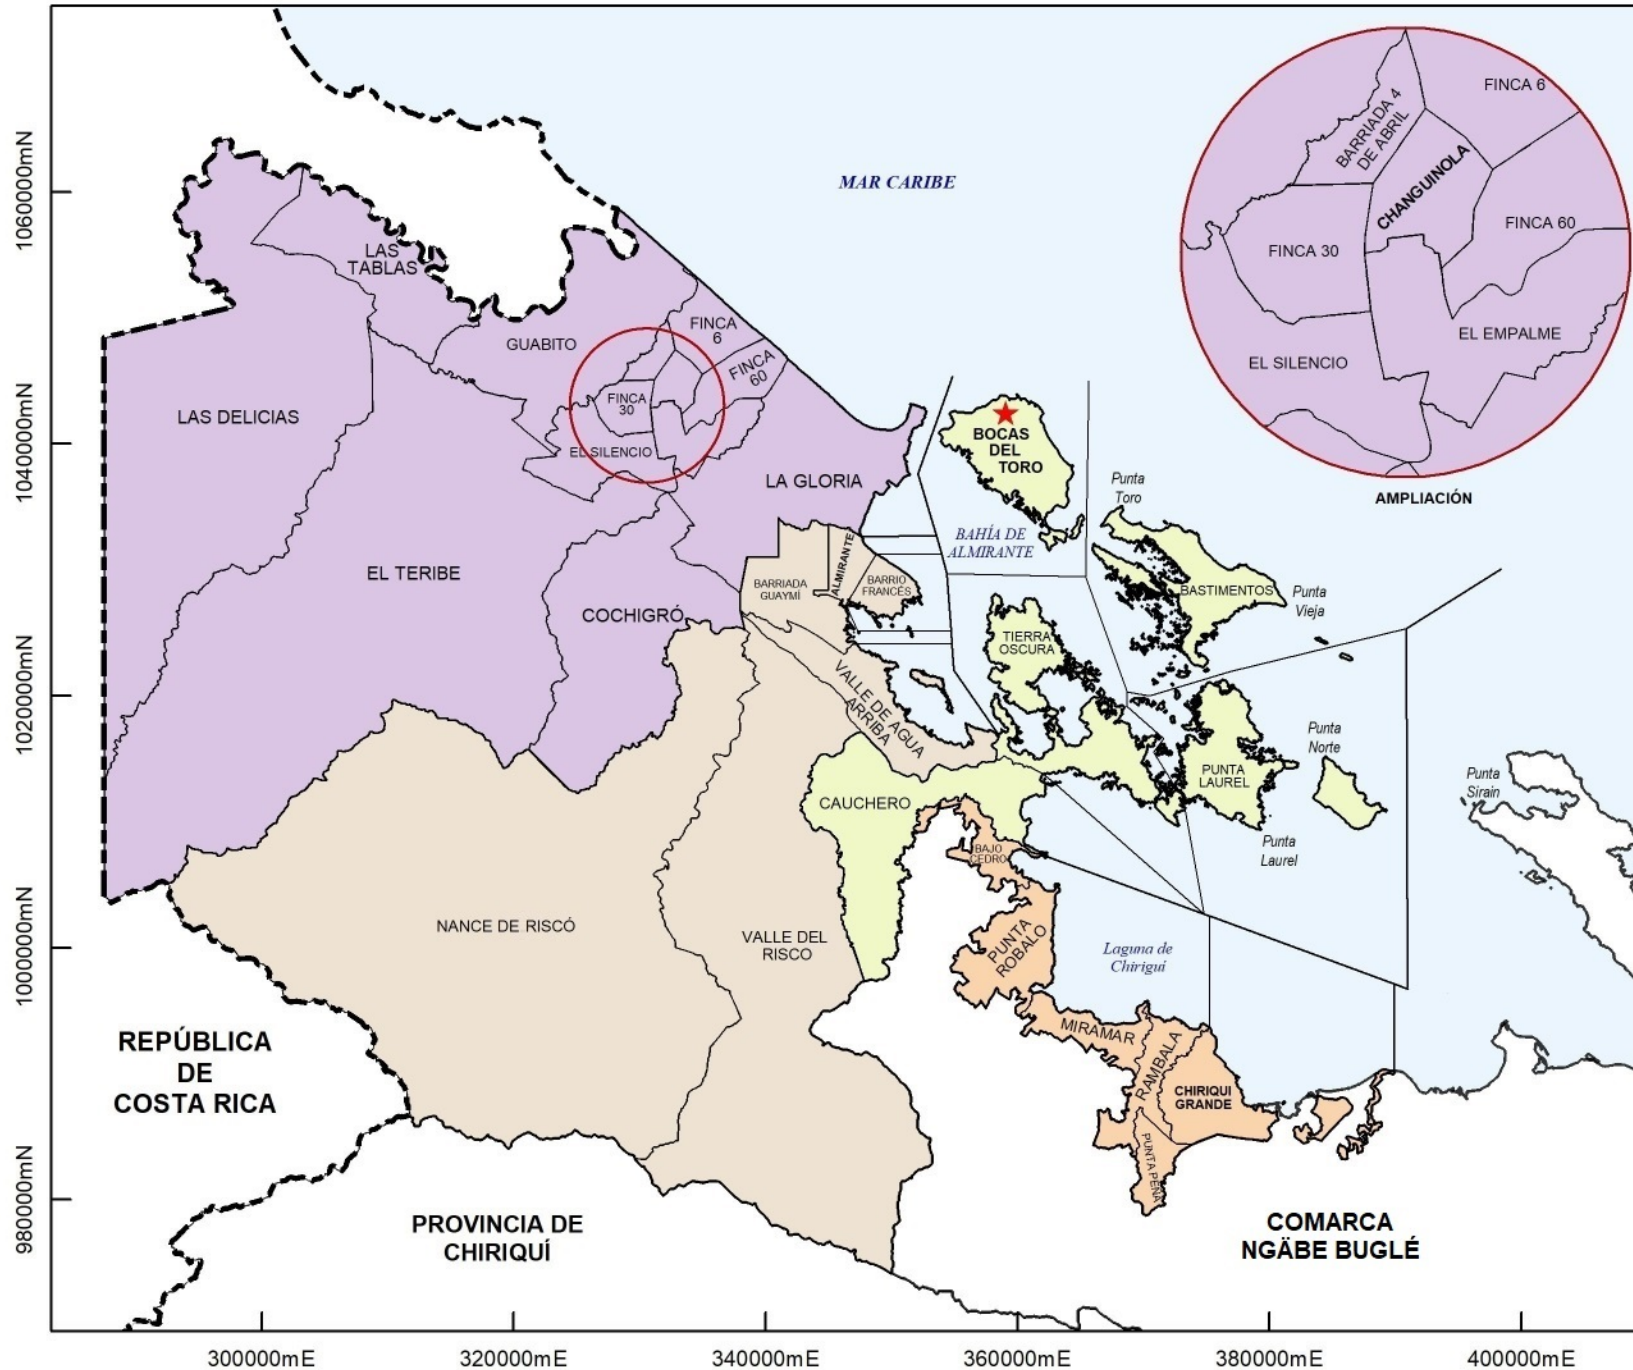 FINCA 6
BARRIADA 4
DE ABRIL
CHANGUINOLA
FINCA 60
FINCA 30
EL EMPALME
EL SILENCIO
AMPLIACIÓN
MAR CARIBE
LAS
TABLAS
GUABITO
FINCA
6
FINCA
60
FINCA
30
EL SILENCIO
LAS DELICIAS
LA GLORIA
EL TERIBE
COCHIGRÓ
BOCAS
DEL
TORO
Punta
Toro
BAHÍA DE
ALMIRANTE
BARRIADA
GUAYMÍ
ALMIRANTE
BARRIO
FRANCÉS
BASTIMENTOS
Punta
Vieja
TIERRA
OSCURA
VALLE DE AGUA
ARRIBA
Punta
Norte
PUNTA
LAUREL
Punta
Sirain
CAUCHERO
Punta
Laurel
BAJO
CEDRO
NANCE DE RISCÓ
VALLE DEL
RISCO
PUNTA
ROBALO
Laguna de
Chiriguí
MIRAMAR
RAMBALA
CHIRIQUI
GRANDE
PUNTA PEÑA
REPÚBLICA
DE
COSTA RICA
PROVINCIA DE
CHIRIQUÍ
COMARCA
NGÄBE BUGLÉ
1060000mN
1040000mN
1020000mN
1000000mN
980000mN
300000mE
320000mE
340000mE
360000mE
380000mE
400000mE